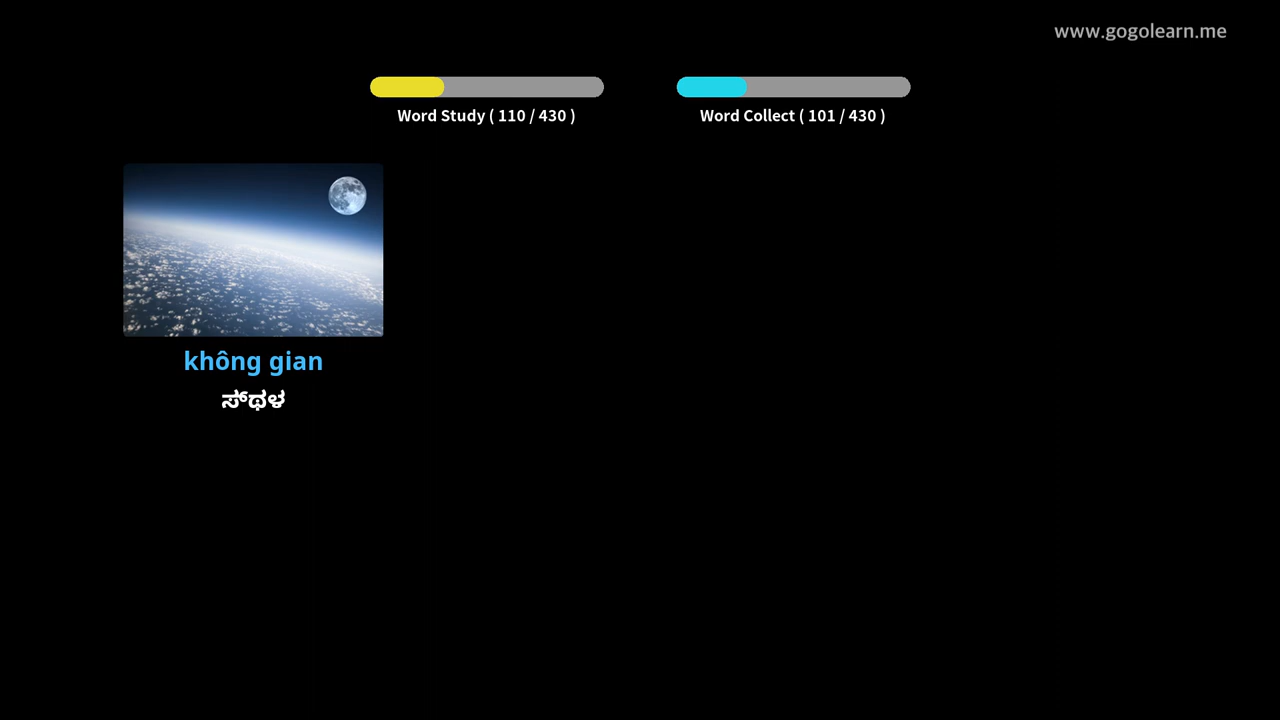 www.gogolearn.me
Word Study ( 110 / 430 )
Word Collect ( 101 / 430 )
không gian
ಸ್ಥಳ